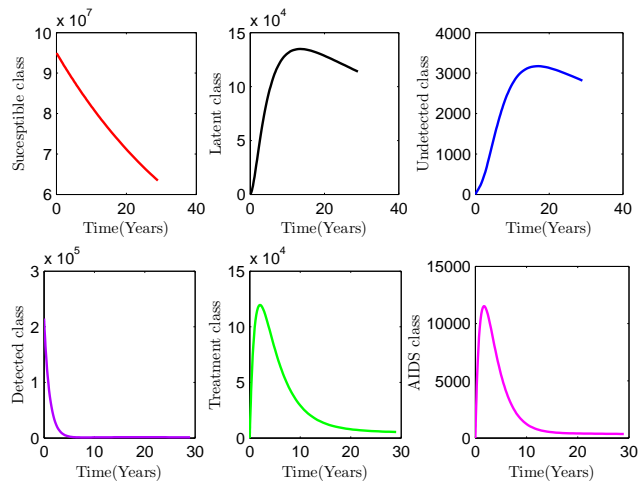 x 10^7
10
9
8
7
6
0
20
40
Sucesptible class
Time(Years)
x 10^4
15
10
5
0
0
20
40
Latent class
Time(Years)
4000
3000
2000
1000
0
0
20
40
Undetected class
Time(Years)
x 10^5
3
2
1
0
0
10
20
30
Detected class
Time(Years)
x 10^4
15
10
5
0
0
10
20
30
Treatment class
Time(Years)
15000
10000
5000
0
0
10
20
30
AIDS class
Time(Years)